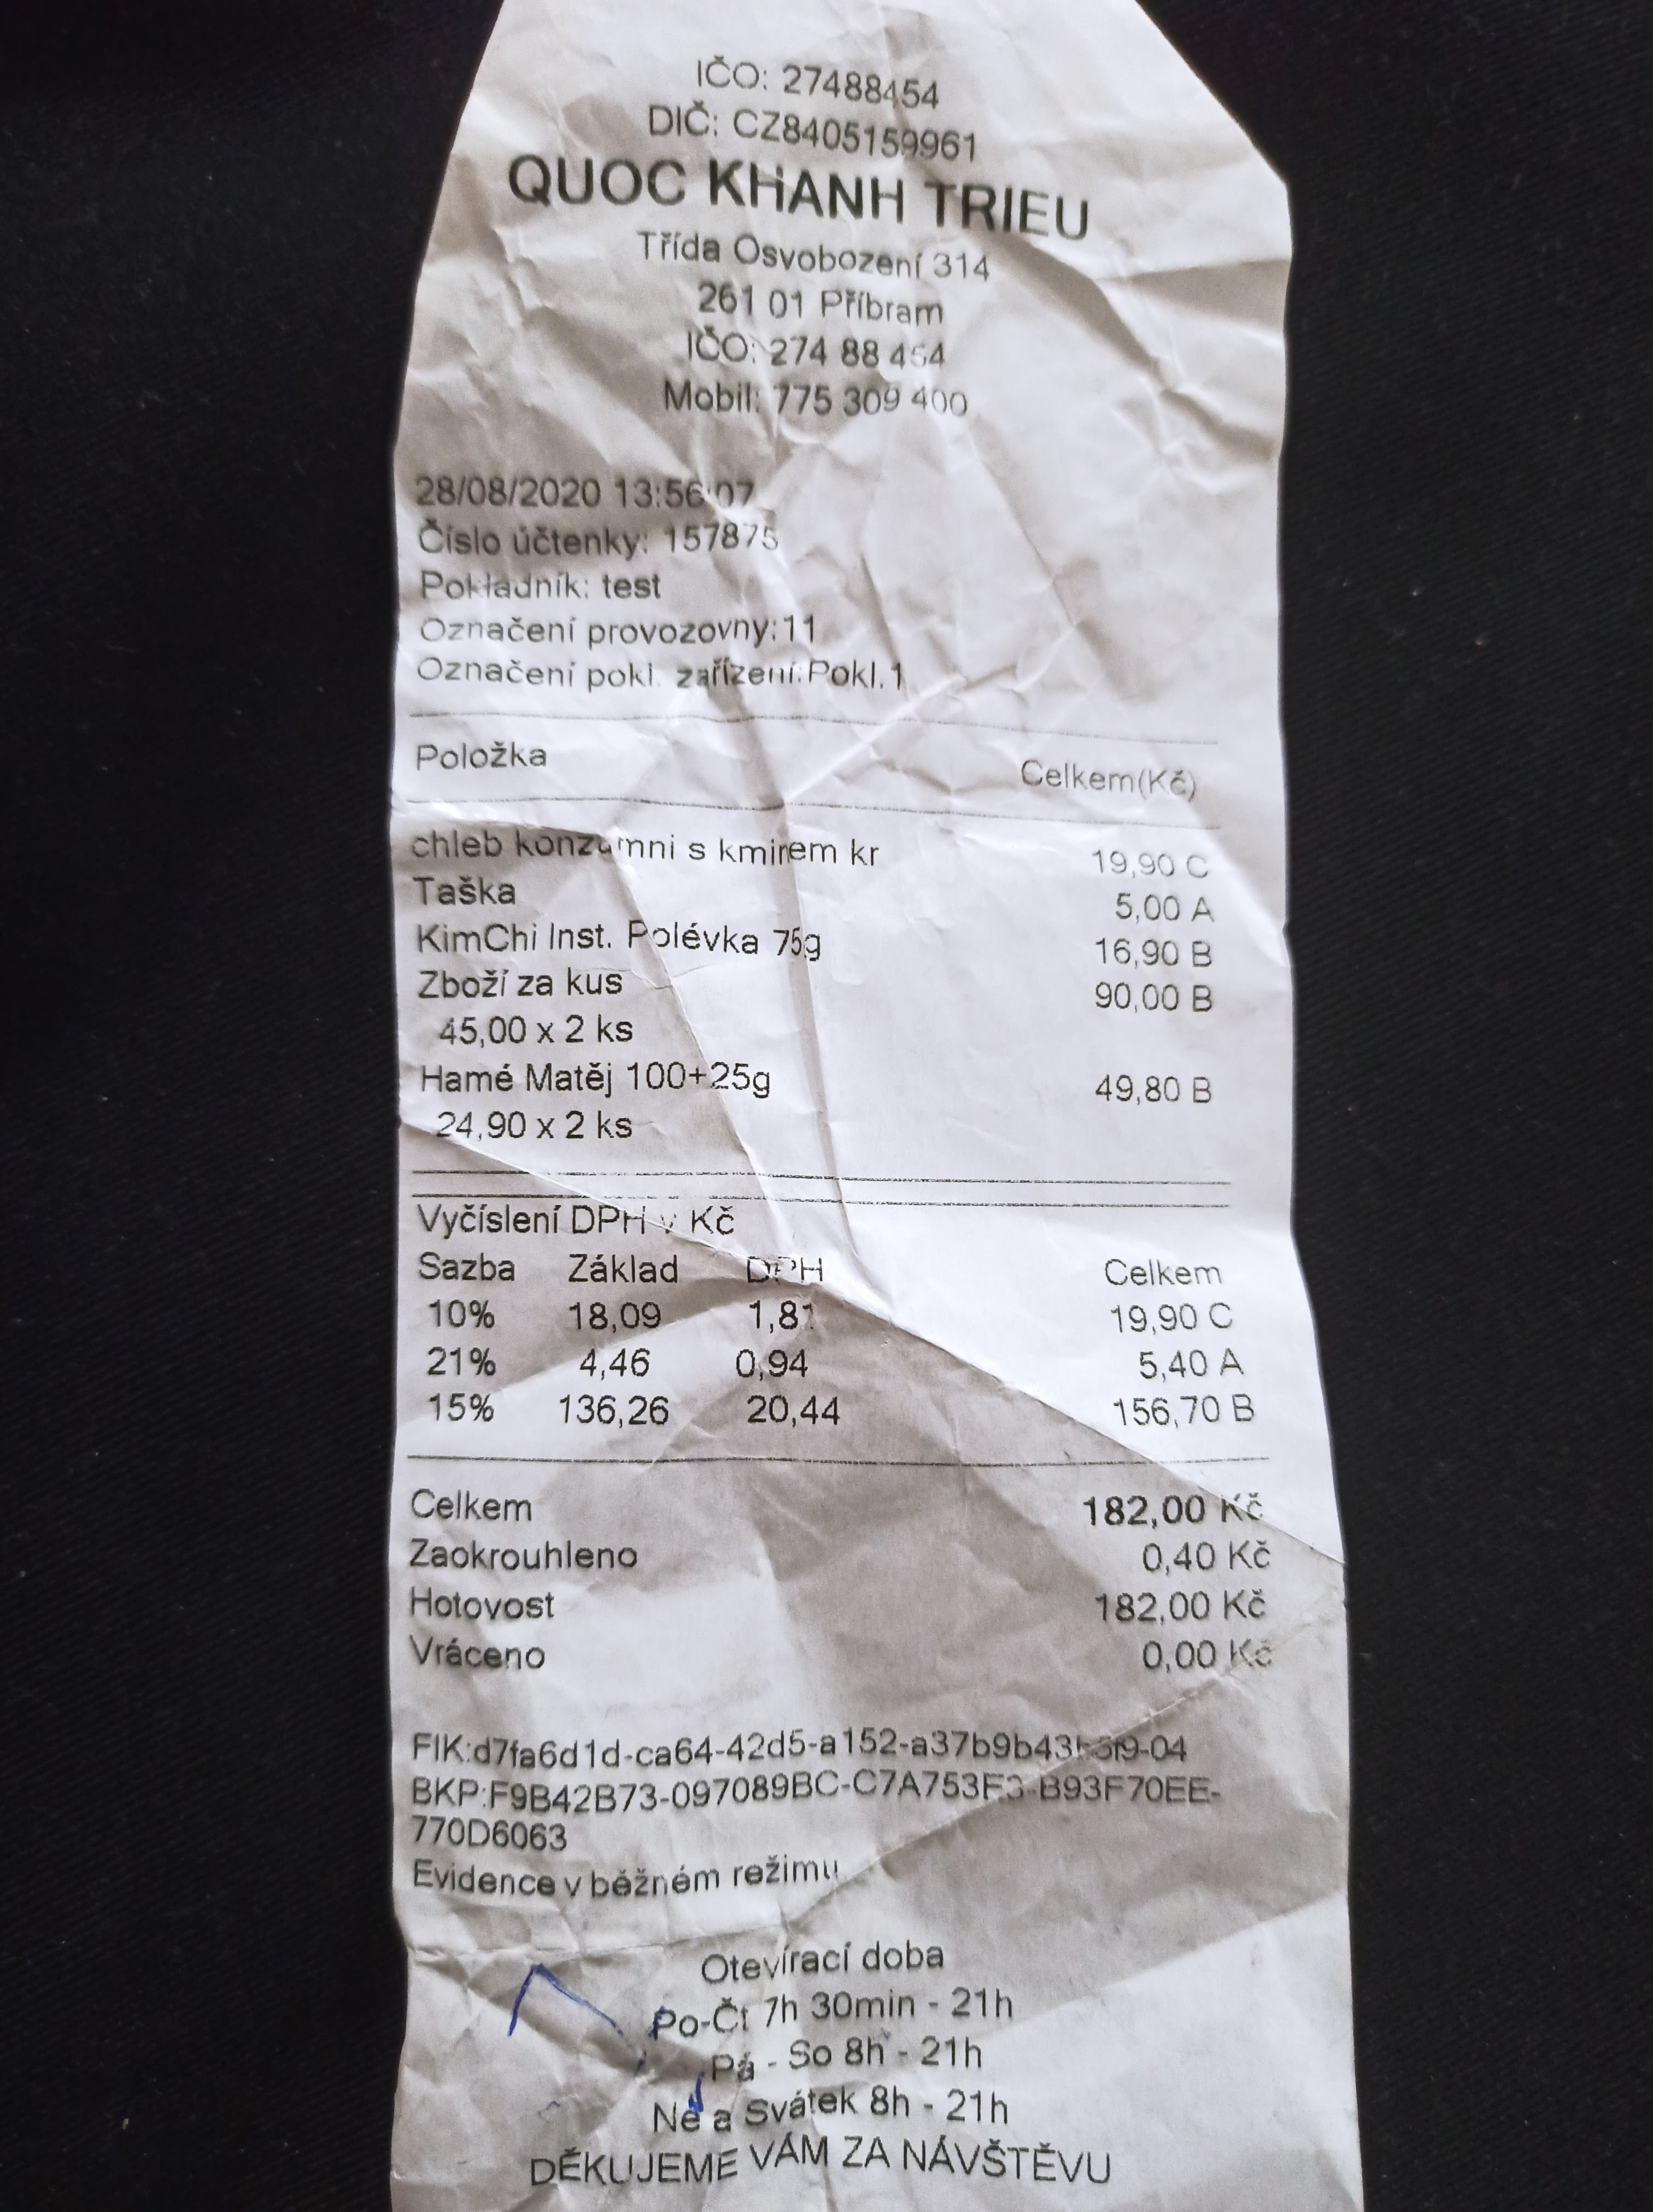 IČO: 27488454
DIČ: CZ8405159961
QUOC KHANH TRIEU
Třída Osvobození 314
261 01 Příbram
IČO: 274 88 454
Mobil: 775 309 400
28/08/2020 13:56:07
Číslo účtenky: 157875
Pokladník: test
Označení provozovny:11
Označení pokl. zařízení:Pokl.1
Položka Celkem(Kč)
chleb konzumni s kmirem kr 19,90 C
Taška 5,00 A
KimChi Inst. Polévka 75g 16,90 B
Zboží za kus 90,00 B
45,00 x 2 ks
Hamé Matěj 100+25g 49,80 B
24,90 x 2 ks
Vyčíslení DPH v Kč
Sazba Základ DPH Celkem
10% 18,09 1,81 19,90 C
21% 4,46 0,94 5,40 A
15% 136,26 20,44 156,70 B
Celkem 182,00 Kč
Zaokrouhleno 0,40 Kč
Hotovost 182,00 Kč
Vráceno 0,00 Kč
BKP:F9B42B73-097089BC-C7A753F3-B93F70EE-
770D6063
Evidence v běžném režimu
Otevírací doba
Po-Čt 7h 30min - 21h
Pá - So 8h - 21h
Ne a Svátek 8h - 21h
DĚKUJEME VÁM ZA NÁVŠTĚVU